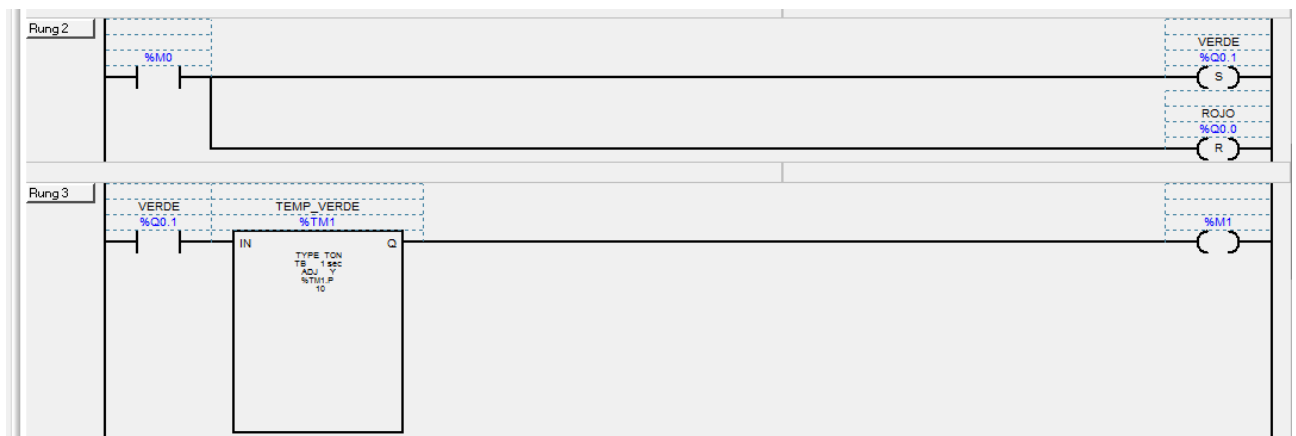 Rung 2
%M0
VERDE
%Q0.1
S
ROJO
%Q0.0
R
Rung 3
VERDE
%Q0.1
TEMP_VERDE
%TM1
%M1
IN Q
TYPE TON
TB 1 sec
ADJ Y
%TM1.P
10